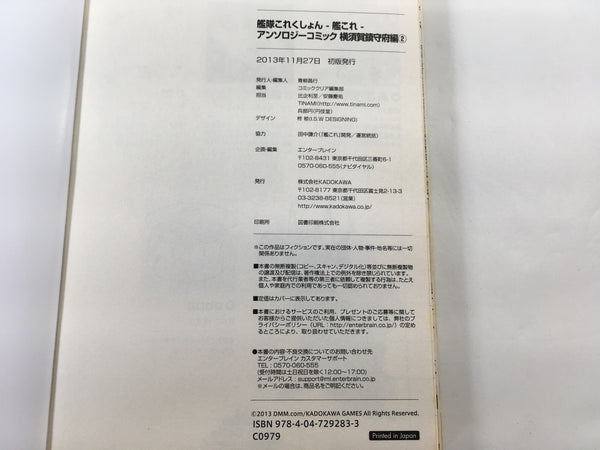 艦隊これくしょん - 艦これ -
アンソロジーコミック 横須賀鎮守府編②
2013年11月27日 初版発行
発行人・編集人 青柳昌行
編集 コミッククリア編集部
担当 比企利至/安藤慶祐
TINAMI(http://www.tinami.com)
兵部円(円技堂)
デザイン 柊 椋(I.S.W DESIGNING)
協力 田中謙介(「艦これ」開発/運営統括)
企画・編集 エンターブレイン
〒102-8431 東京都千代田区三番町6-1
0570-060-555(ナビダイヤル)
発行 株式会社KADOKAWA
〒102-8177 東京都千代田区富士見2-13-3
03-3238-8521(営業)
http://www.kadokawa.co.jp/
印刷所 図書印刷株式会社
※この作品はフィクションです。実在の団体・人物・事件・地名等には一切
関係ありません。
■本書の無断複製(コピー、スキャン、デジタル化)等並びに無断複製物
の譲渡及び配信は、著作権法上での例外を除き禁じられています。
また、本書を代行業者等の第三者に依頼して複製する行為は、たとえ
個人や家庭内での利用であっても一切認められておりません。
■定価はカバーに表示してあります。
■本書におけるサービスのご利用、プレゼントのご応募等に関して
お客様からご提供いただいた個人情報につきましては、弊社のプ
ライバシーポリシー(URL:http://enterbrain.co.jp/)の定め
るところにより、取り扱わせていただきます。
●本書の内容・不良交換についてのお問い合わせ先
エンターブレイン カスタマーサポート
TEL:0570-060-555
(受付時間は土日祝日を除く12:00〜17:00)
メールアドレス:support@ml.enterbrain.co.jp
※メールの場合は、商品名をご明記ください。
©2013 DMM.com/KADOKAWA GAMES All Rights Reserved.
ISBN 978-4-04-729283-3
C0979 Printed in Japan